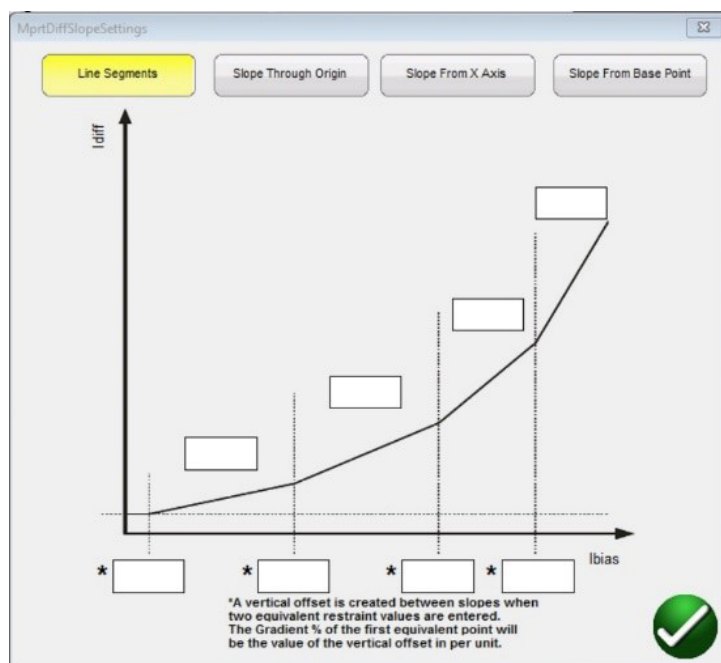 MprtDiffSlopeSettings
Line Segments
Slope Through Origin
Slope From X Axis
Slope From Base Point
Idiff
Ibias
*
*
*
*
*A vertical offset is created between slopes when
two equivalent restraint values are entered.
The Gradient % of the first equivalent point will
be the value of the vertical offset in per unit.